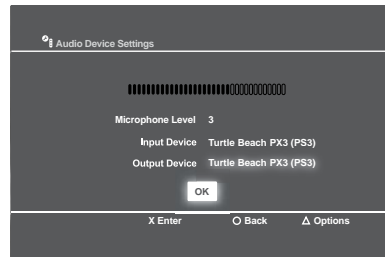 Audio Device Settings
Microphone Level 3
Input Device Turtle Beach PX3 (PS3)
Output Device Turtle Beach PX3 (PS3)
OK
X Enter O Back Δ Options